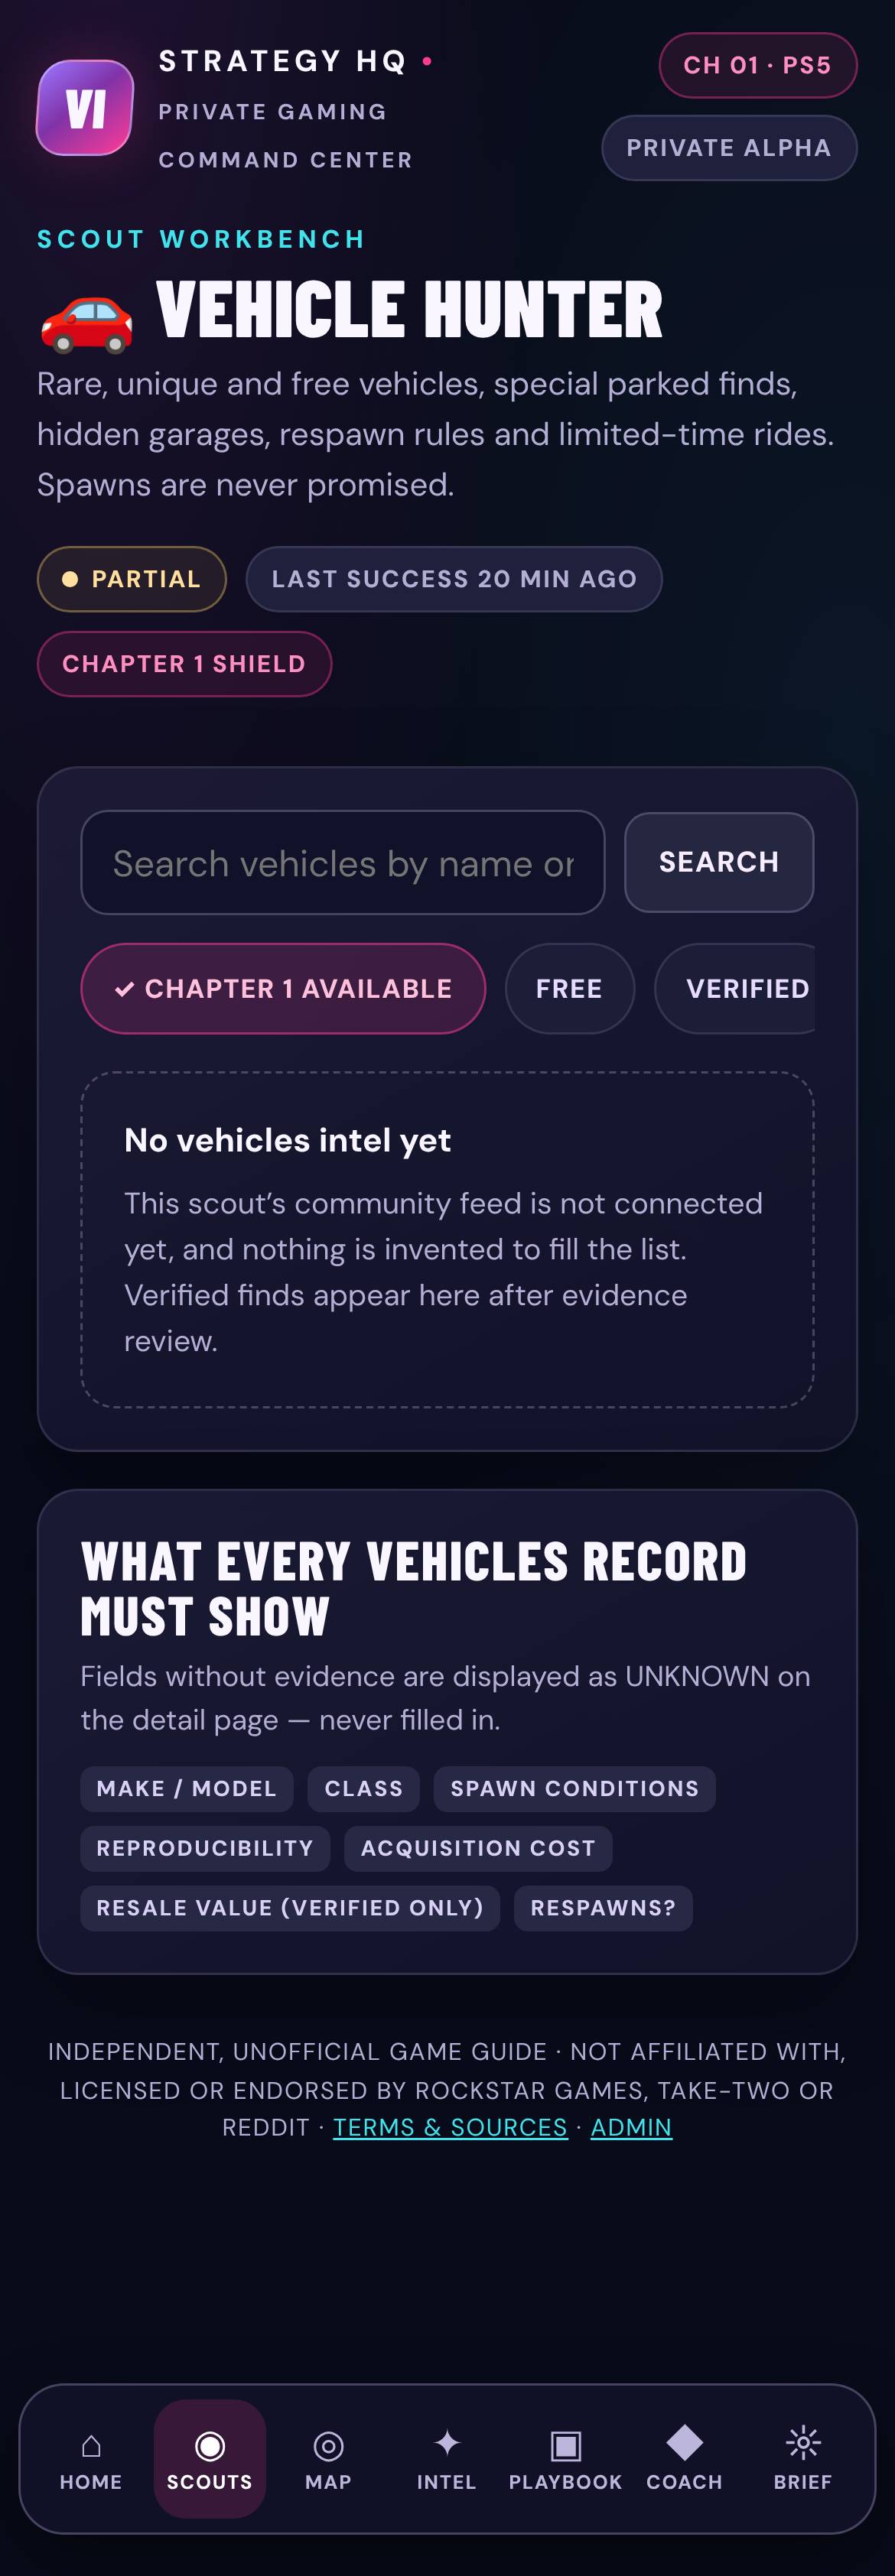 VI
STRATEGY HQ •
PRIVATE GAMING
COMMAND CENTER
CH 01 · PS5
PRIVATE ALPHA
SCOUT WORKBENCH
🚗 VEHICLE HUNTER
Rare, unique and free vehicles, special parked finds,
hidden garages, respawn rules and limited-time rides.
Spawns are never promised.
PARTIAL
LAST SUCCESS 20 MIN AGO
CHAPTER 1 SHIELD
Search vehicles by name or
SEARCH
✓ CHAPTER 1 AVAILABLE
FREE
VERIFIED
No vehicles intel yet
This scout’s community feed is not connected
yet, and nothing is invented to fill the list.
Verified finds appear here after evidence
review.
WHAT EVERY VEHICLES RECORD
MUST SHOW
Fields without evidence are displayed as UNKNOWN on
the detail page — never filled in.
MAKE / MODEL
CLASS
SPAWN CONDITIONS
REPRODUCIBILITY
ACQUISITION COST
RESALE VALUE (VERIFIED ONLY)
RESPAWNS?
INDEPENDENT, UNOFFICIAL GAME GUIDE · NOT AFFILIATED WITH,
LICENSED OR ENDORSED BY ROCKSTAR GAMES, TAKE-TWO OR
REDDIT · TERMS & SOURCES · ADMIN
HOME
SCOUTS
MAP
INTEL
PLAYBOOK
COACH
BRIEF